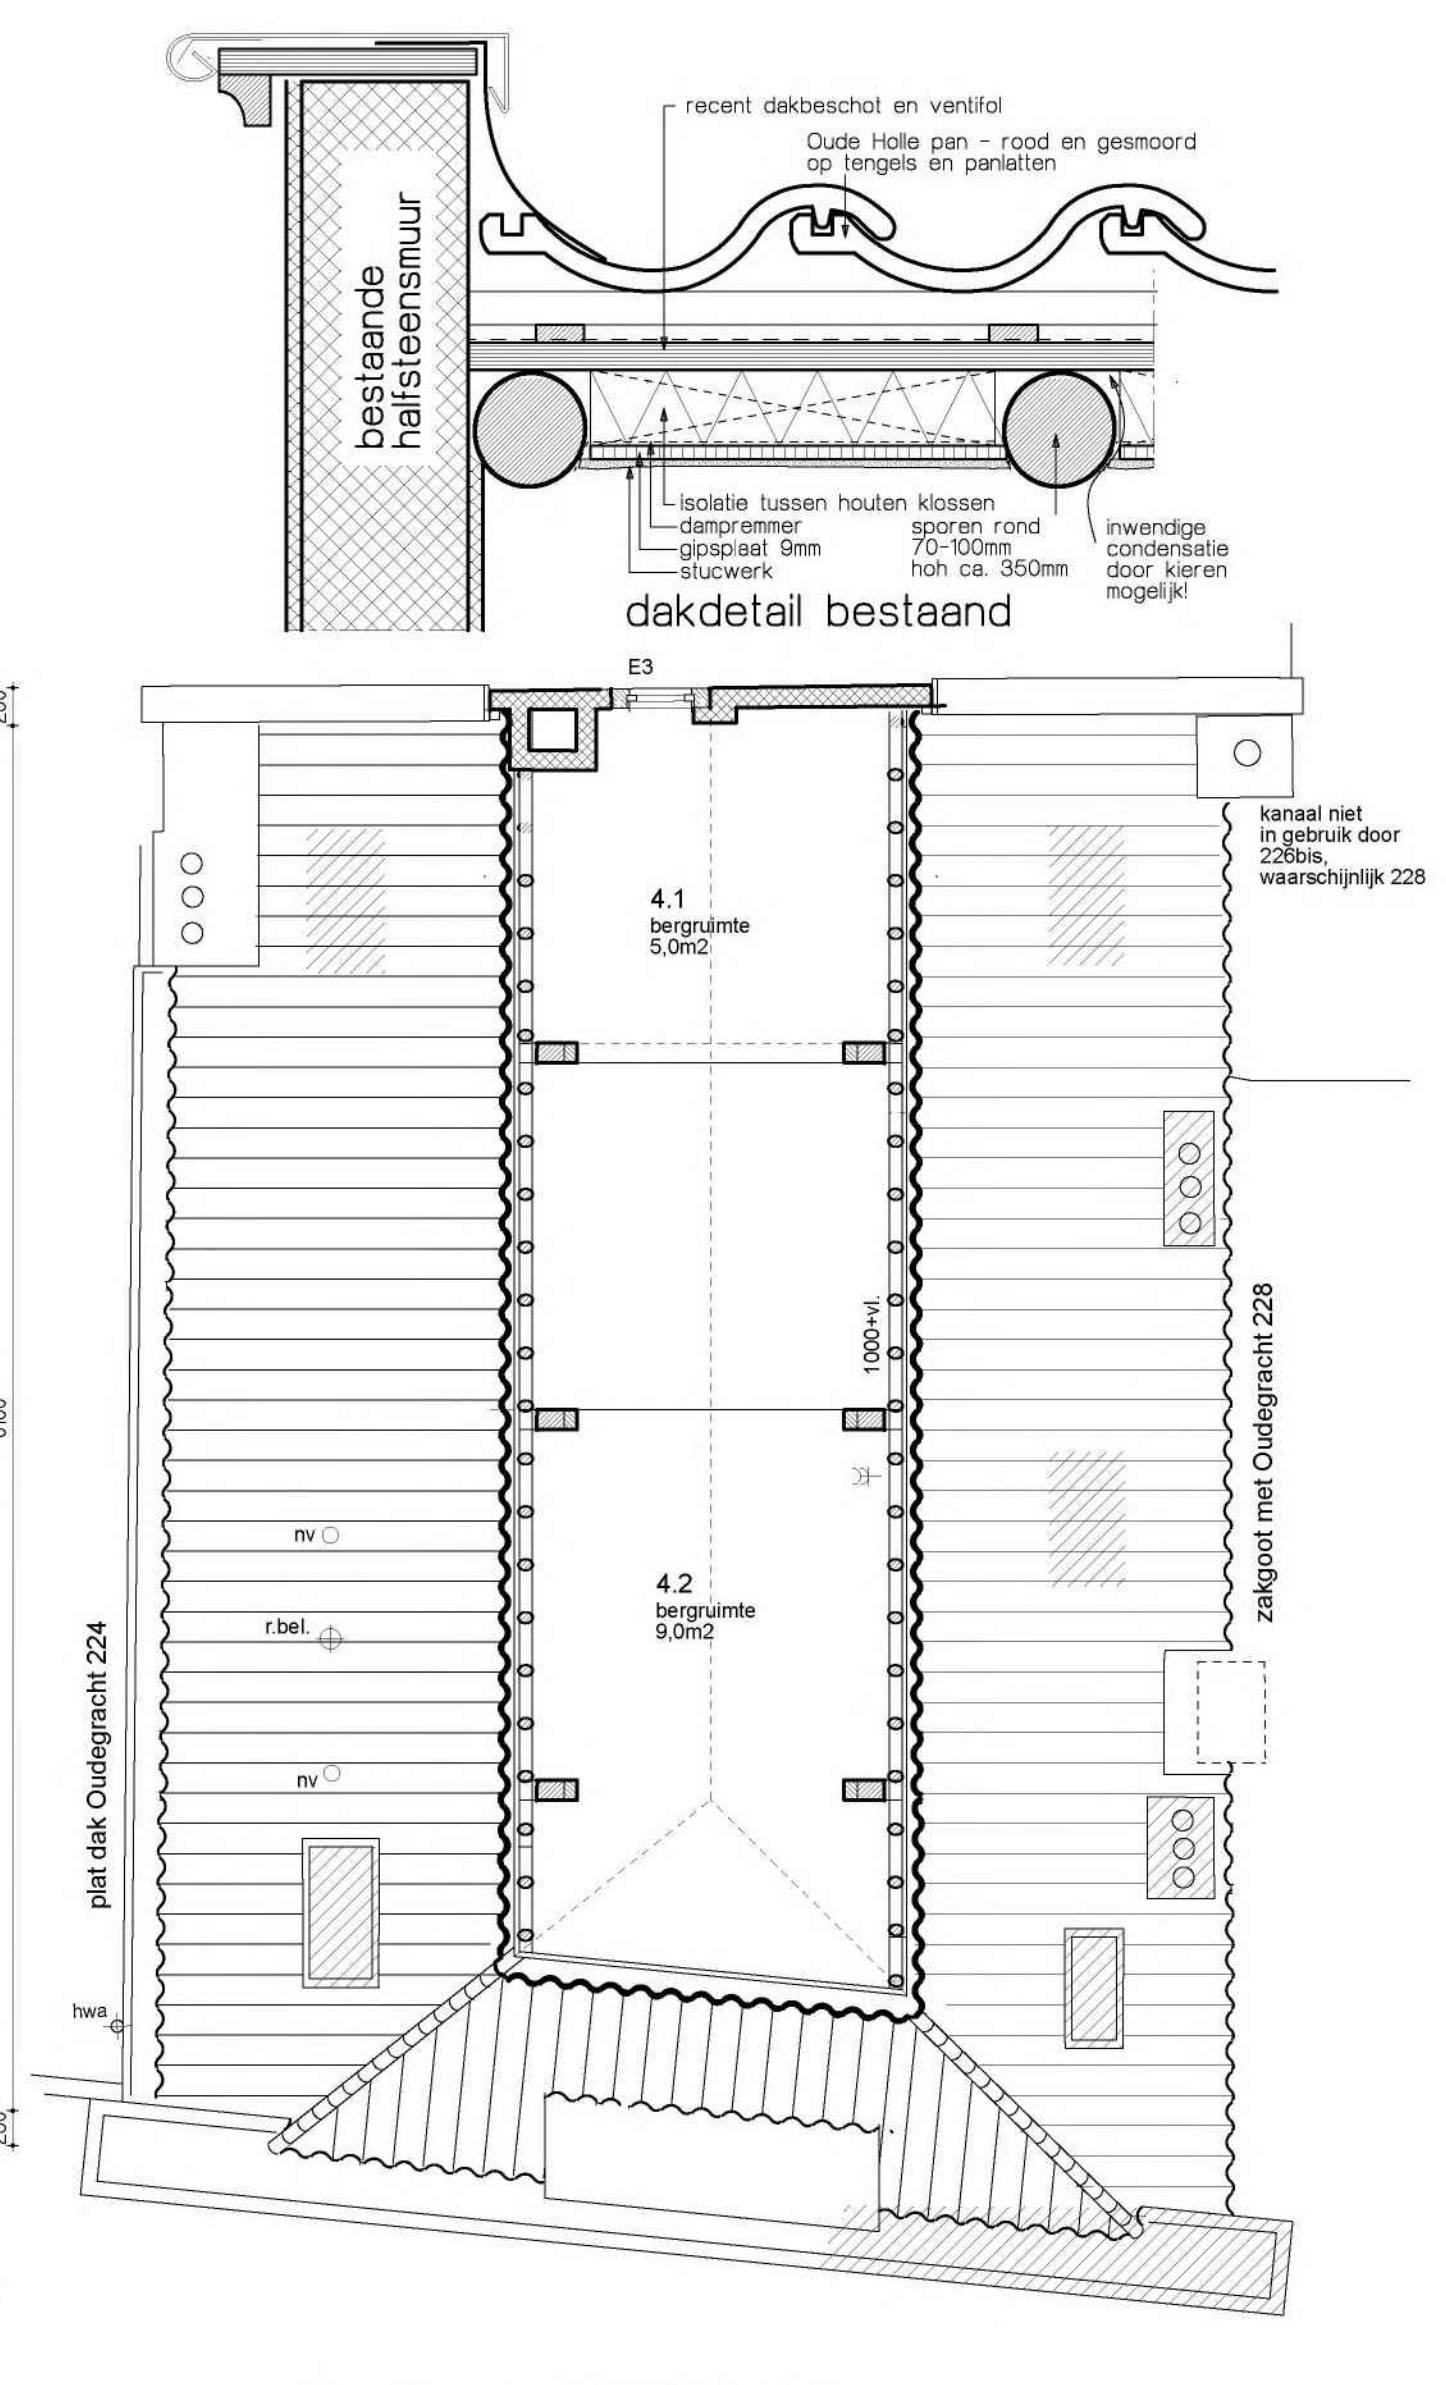 recent dakbeschot en ventifol
Oude Holle pan - rood en gesmoord
op tengels en panlatten
bestaande
halfsteensmuur
isolatie tussen houten klossen
dampremmer
gipsplaat 9mm
stucwerk
sporen rond
70-100mm
hoh ca. 350mm
inwendige
condensatie
door kieren
mogelijk!
dakdetail bestaand
E3
kanaal niet
in gebruik door
226bis,
waarschijnlijk 228
4.1
bergruimte
5,0m2
1000+vl.
zakgoot met Oudegracht 228
nv
4.2
bergruimte
9,0m2
r.bel.
plat dak Oudegracht 224
nv
hwa